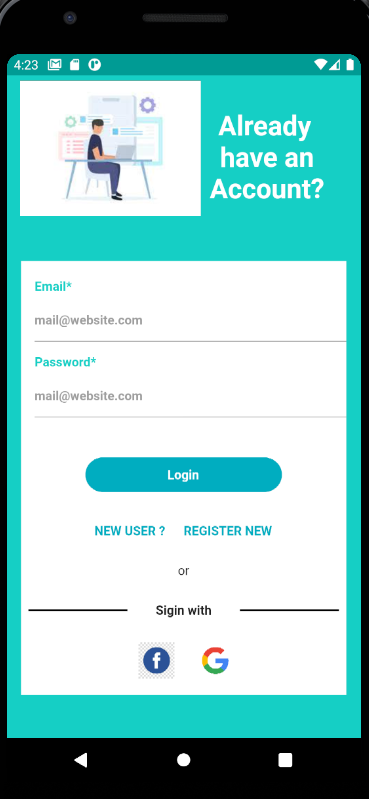 4:23
Already
have an
Account?
Email*
mail@website.com
Password*
mail@website.com
Login
NEW USER ? REGISTER NEW
or
Sigin with